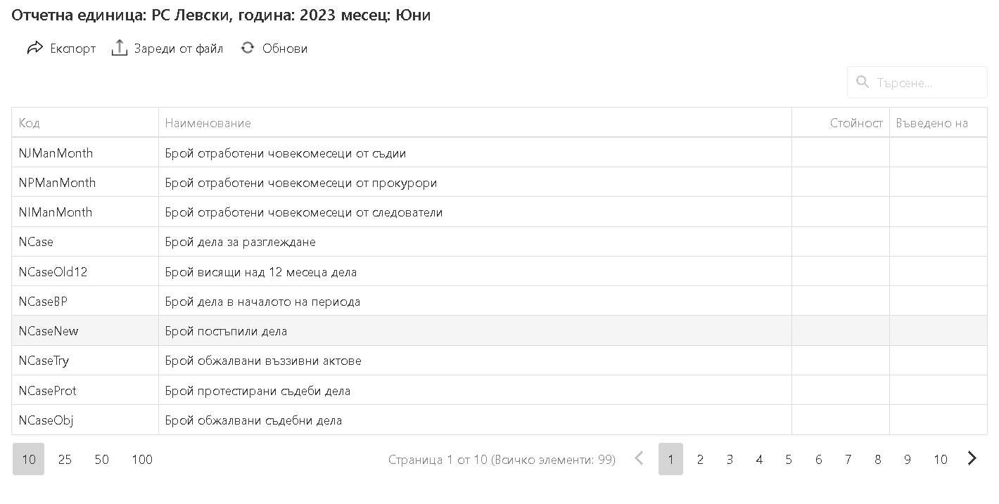 Отчетна единица: РС Левски, година: 2023 месец: Юни
Експорт Зареди от файл Обнови
Търсене...
Код Наименование Стойност Въведено на
NJManMonth Брой отработени човекомесеци от съдии
NPManMonth Брой отработени човекомесеци от прокурори
NIManMonth Брой отработени човекомесеци от следователи
NCase Брой дела за разглеждане
NCaseOld12 Брой висящи над 12 месеца дела
NCaseBP Брой дела в началото на периода
NCaseNew Брой постъпили дела
NCaseTry Брой обжалвани въззивни актове
NCaseProt Брой протестирани съдеби дела
NCaseObj Брой обжалвани съдебни дела
10 25 50 100 Страница 1 от 10 (Всичко элементи: 99) 1 2 3 4 5 6 7 8 9 10